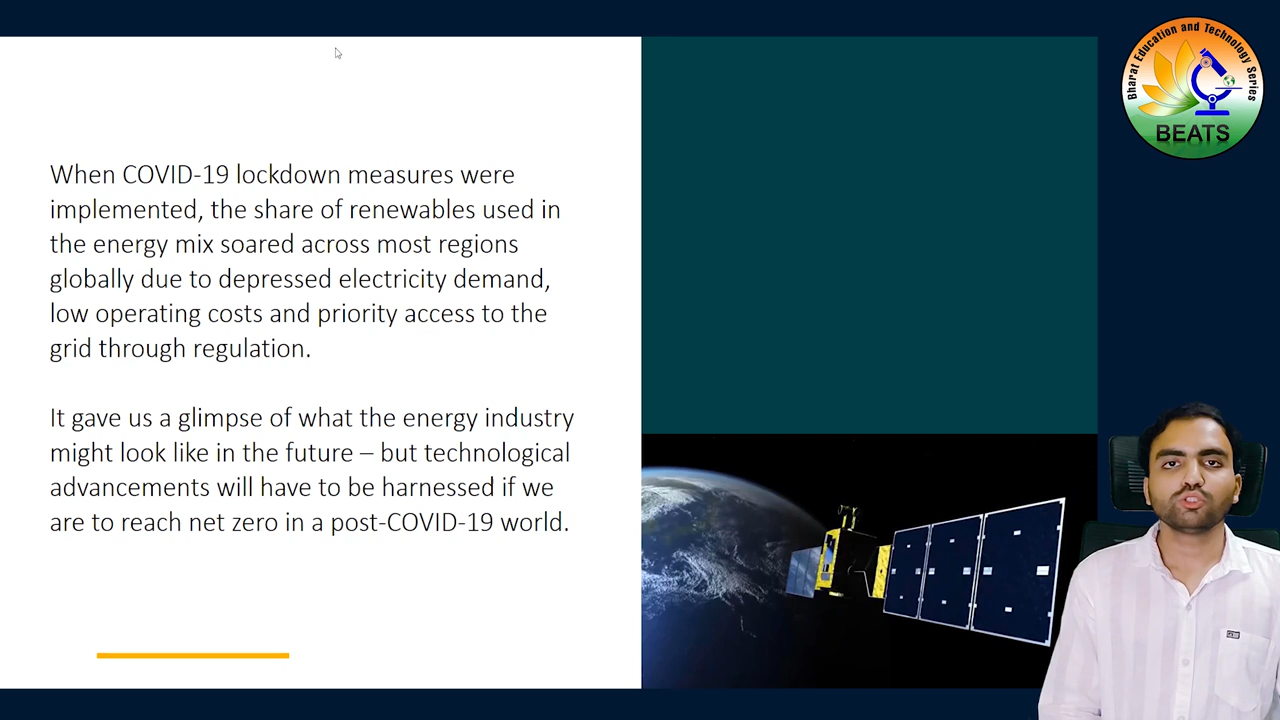 When COVID-19 lockdown measures were
implemented, the share of renewables used in
the energy mix soared across most regions
globally due to depressed electricity demand,
low operating costs and priority access to the
grid through regulation.
It gave us a glimpse of what the energy industry
might look like in the future – but technological
advancements will have to be harnessed if we
are to reach net zero in a post-COVID-19 world.
Bharat Education and Technology Series
BEATS